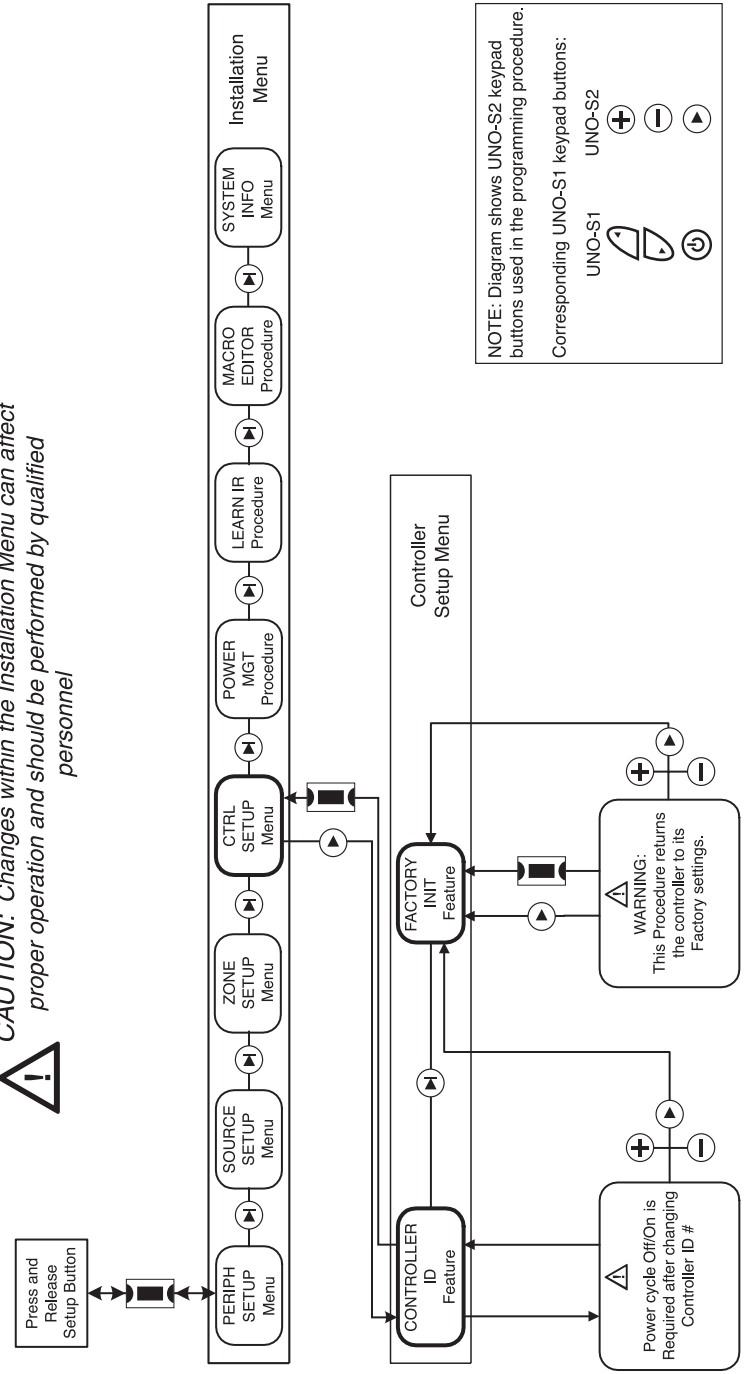 CAUTION: Changes within the Installation Menu can affect
proper operation and should be performed by qualified
personnel
Press and
Release
Setup Button
PERIPH
SETUP
Menu
SOURCE
SETUP
Menu
ZONE
SETUP
Menu
CTRL
SETUP
Menu
POWER
MGT
Procedure
LEARN IR
Procedure
MACRO
EDITOR
Procedure
SYSTEM
INFO
Menu
Installation
Menu
CONTROLLER
ID
Feature
FACTORY
INIT
Feature
Controller
Setup Menu
Power cycle Off/On is
Required after changing
Controller ID #
WARNING:
This Procedure returns
the controller to its
Factory settings.
NOTE: Diagram shows UNO-S2 keypad
buttons used in the programming procedure.
Corresponding UNO-S1 keypad buttons:
UNO-S1
UNO-S2